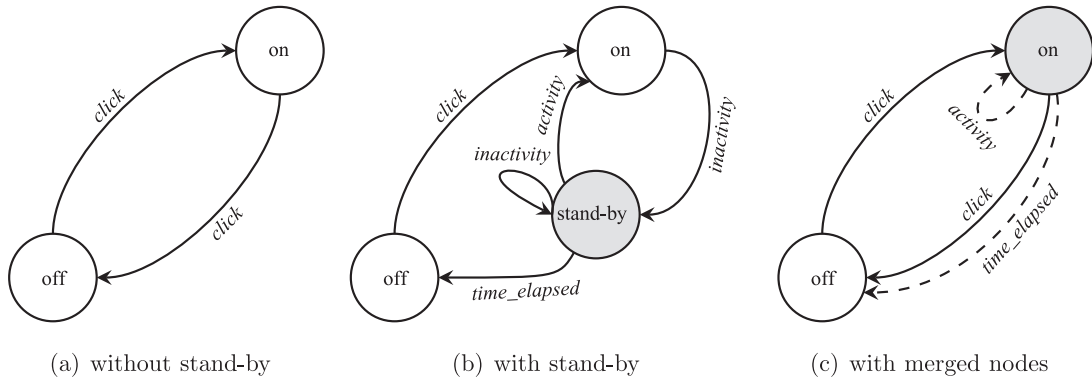 on
click
click
off
(a) without stand-by
on
click
activity
inactivity
inactivity
stand-by
off
time_elapsed
(b) with stand-by
on
click
activity
click
time_elapsed
off
(c) with merged nodes